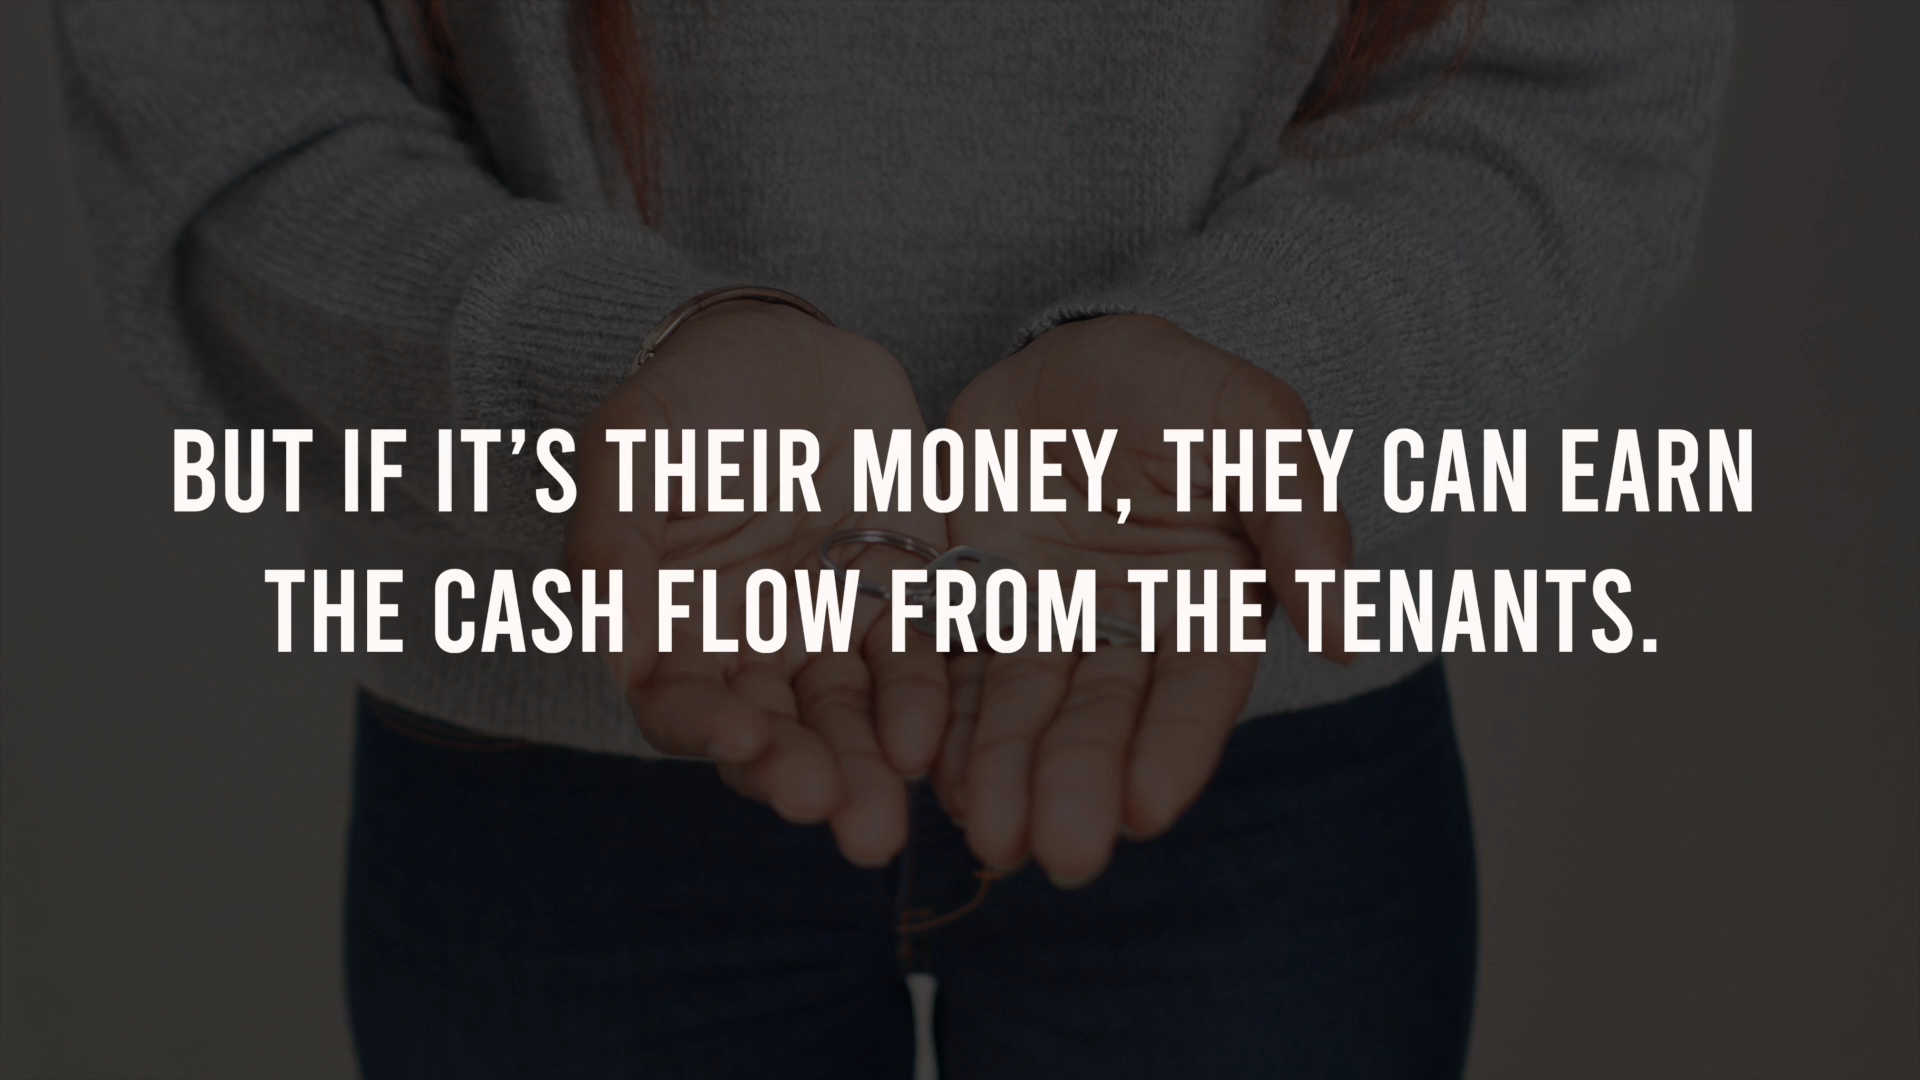 BUT IF IT’S THEIR MONEY, THEY CAN EARN
THE CASH FLOW FROM THE TENANTS.